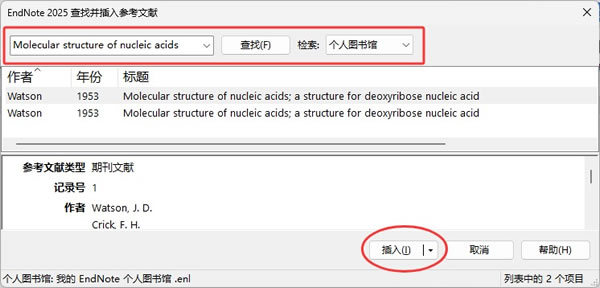 EndNote 2025 查找并插入参考文献
Molecular structure of nucleic acids 查找(F) 检索: 个人图书馆
作者 年份 标题
Watson 1953 Molecular structure of nucleic acids; a structure for deoxyribose nucleic acid
Watson 1953 Molecular structure of nucleic acids; a structure for deoxyribose nucleic acid
参考文献类型 期刊文献
记录号 1
作者 Watson, J. D.
Crick, F. H.
插入(I) 取消 帮助(H)
个人图书馆: 我的 EndNote 个人图书馆 .enl 列表中的 2 个项目